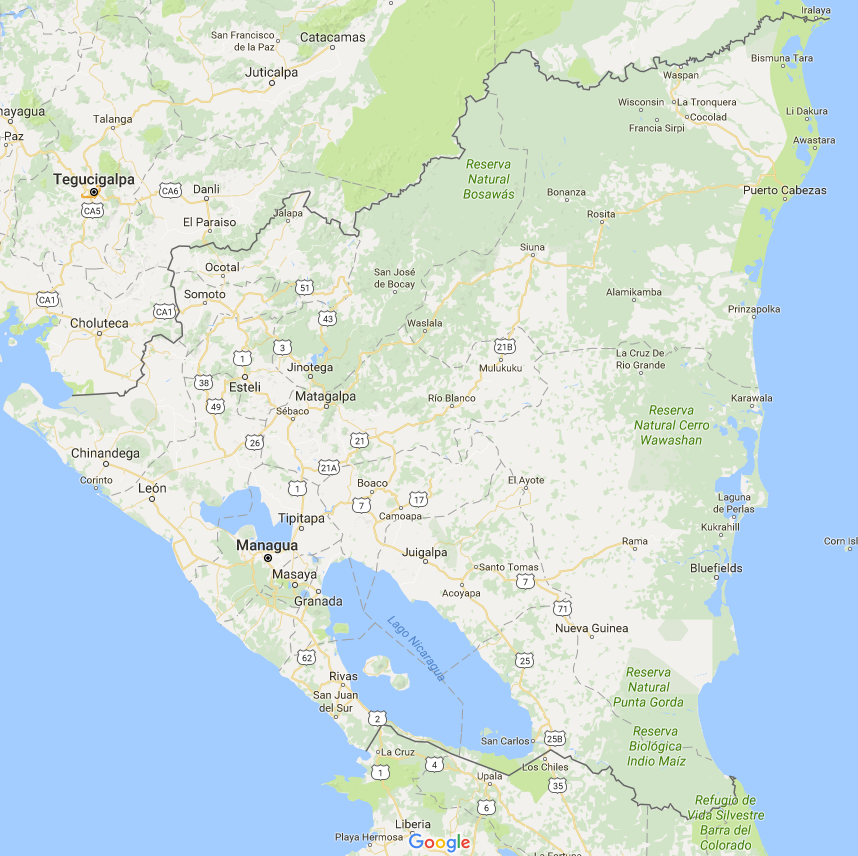 Iralaya
San Francisco
de la Paz
Catacamas
Bismuna Tara
Juticalpa
Waspan
Wisconsin
La Tronquera
Cocolad
Francia Sirpi
Li Dakura
Awastara
ayagua
Talanga
Paz
Tegucigalpa
CA6
Danli
CA5
El Paraiso
Jalapa
Reserva
Natural
Bosawás
Bonanza
Puerto Cabezas
Rosita
Siuna
Ocotal
San José
de Bocay
Somoto
51
CA1
CA1
Choluteca
43
Alamikamba
Prinzapolka
Waslala
3
21B
1
La Cruz De
Rio Grande
Mulukuku
Jinotega
38
Esteli
49
Matagalpa
Sébaco
Río Blanco
Karawala
Reserva
Natural Cerro
Wawashan
26
21
Chinandega
Corinto
21A
León
1
Boaco
7
17
Camoapa
El Ayote
Laguna
de Perlas
Kukrahill
Tipitapa
Managua
Juigalpa
Rama
Corn Isl
Masaya
Santo Tomas
7
Bluefields
Granada
Acoyapa
71
Lago Nicaragua
Nueva Guinea
62
25
Rivas
San Juan
del Sur
Reserva
Natural
Punta Gorda
2
San Carlos
25B
Reserva
Biológica
Indio Maíz
La Cruz
1
4
Los Chiles
Upala
35
6
Refugio de
Vida Silvestre
Barra del
Colorado
Liberia
Playa Hermosa
Google
La Fortuna